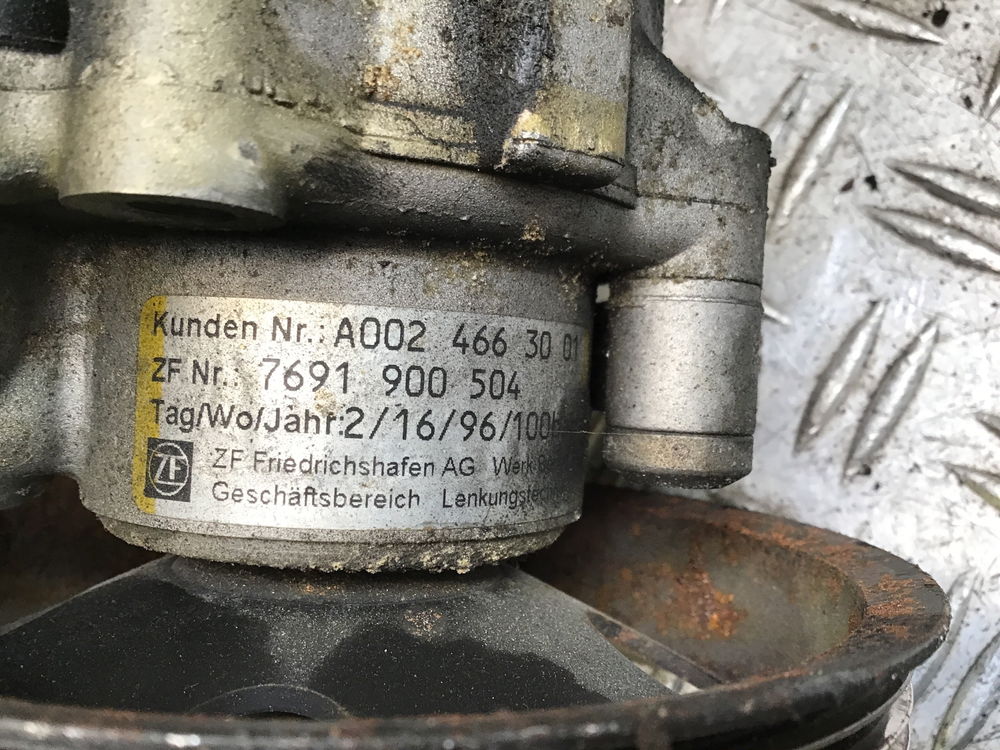 Kunden Nr.: A002 466 30 01
ZF Nr.: 7691 900 504
Tag/Wo/Jahr:2/16/96/100
ZF
ZF Friedrichshafen AG Werk
Geschäftsbereich